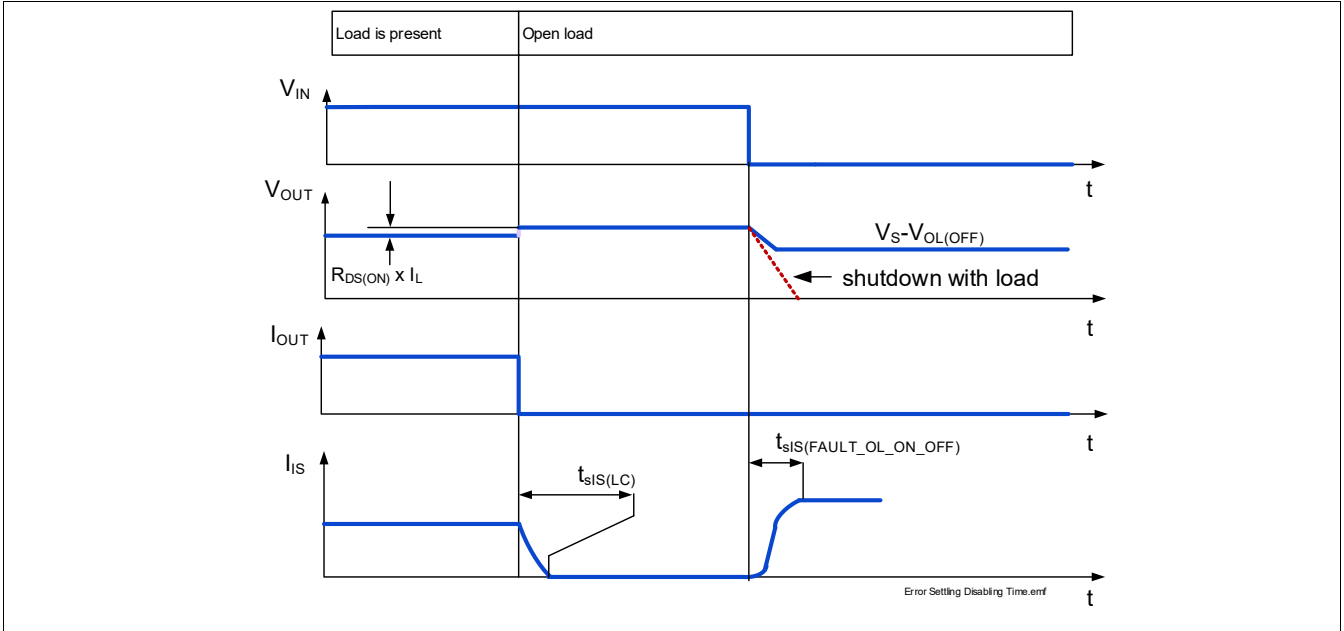 Load is present
Open load
VIN
t
VOUT
VS-VOL(OFF)
RDS(ON) x IL
shutdown with load
t
IOUT
t
tsIS(FAULT_OL_ON_OFF)
IIS
tsIS(LC)
Error Settling Disabling Time.emf
t